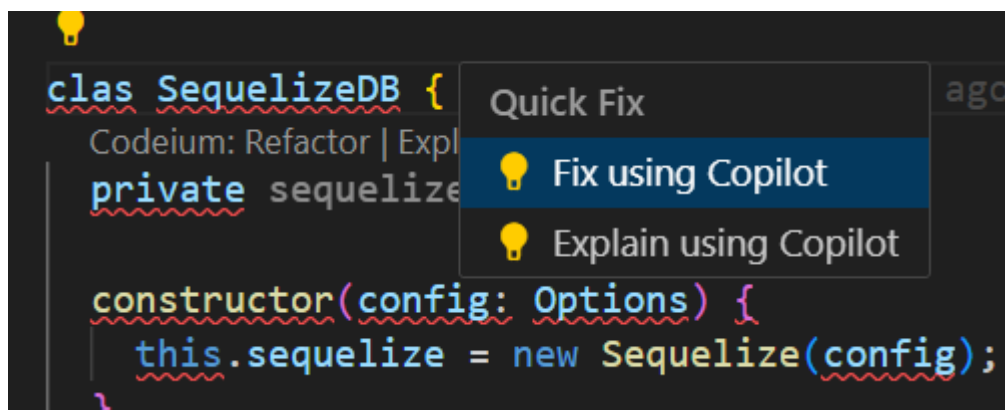 clas SequelizeDB {
ago
Quick Fix
Codeium: Refactor | Expl
Fix using Copilot
private sequelize
Explain using Copilot
constructor(config: Options) {
this.sequelize = new Sequelize(config);
}